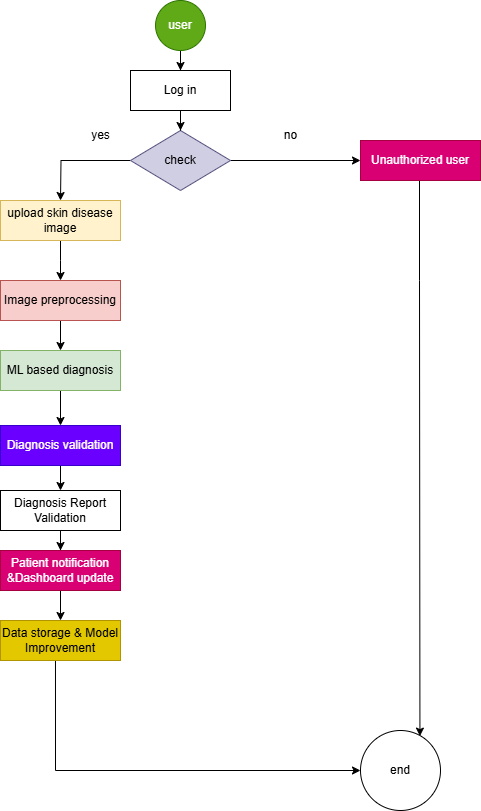 user
Log in
yes
no
check
Unauthorized user
upload skin disease
image
Image preprocessing
ML based diagnosis
Diagnosis validation
Diagnosis Report
Validation
Patient notification
&Dashboard update
Data storage & Model
Improvement
end